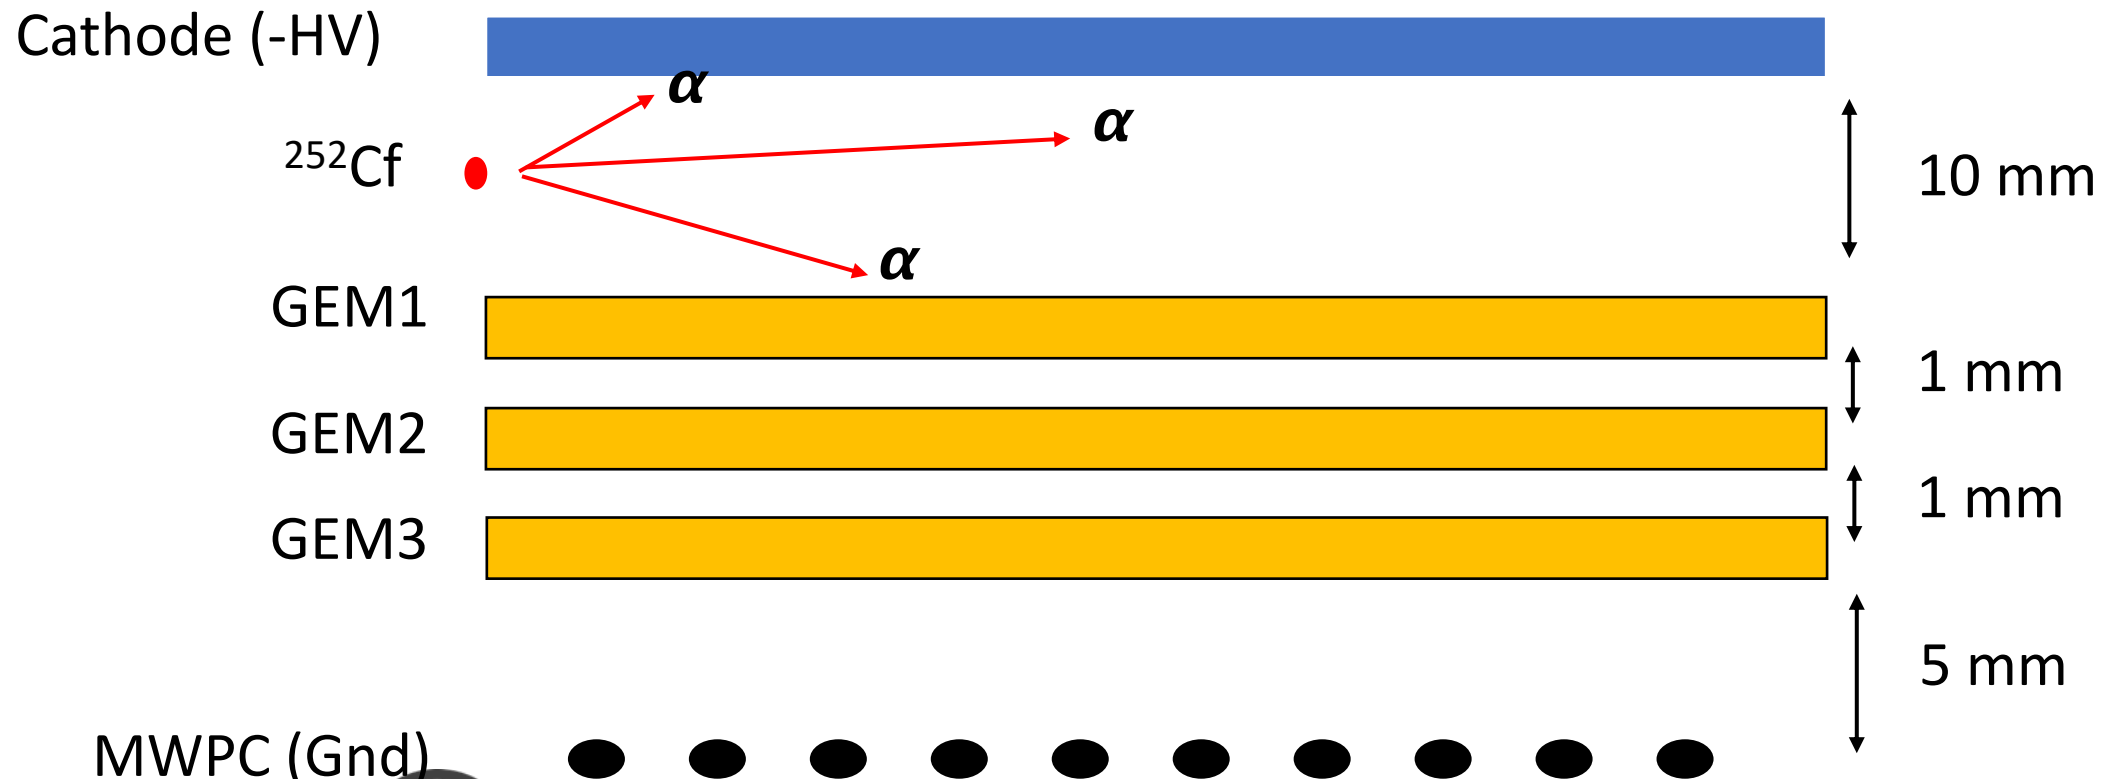 Cathode (-HV)
α
α
²⁵²Cf
10 mm
α
GEM1
1 mm
GEM2
1 mm
GEM3
5 mm
MWPC (Gnd)